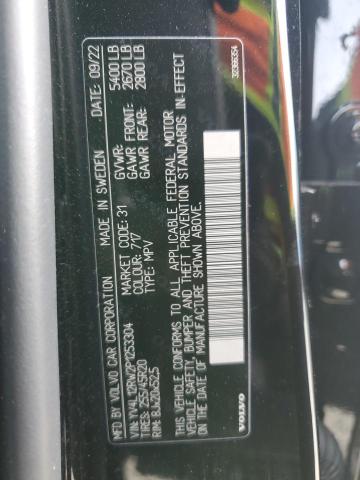 MFD BY VOLVO CAR CORPORATION MADE IN SWEDEN 09/22
VIN: YV4L12RW2P1253304 MARKET CODE: 31 GVWR: 5400 LB
TIRES: 255/45R20 COLOUR: 717 GAWR FRONT: 2670 LB
RIM: 8JX20X52.5 TYPE: MPV GAWR REAR: 2800 LB
THIS VEHICLE CONFORMS TO ALL APPLICABLE FEDERAL MOTOR
VEHICLE SAFETY, BUMPER AND THEFT PREVENTION STANDARDS IN-EFFECT
ON THE DATE OF MANUFACTURE SHOWN ABOVE.
VOLVO 32366354